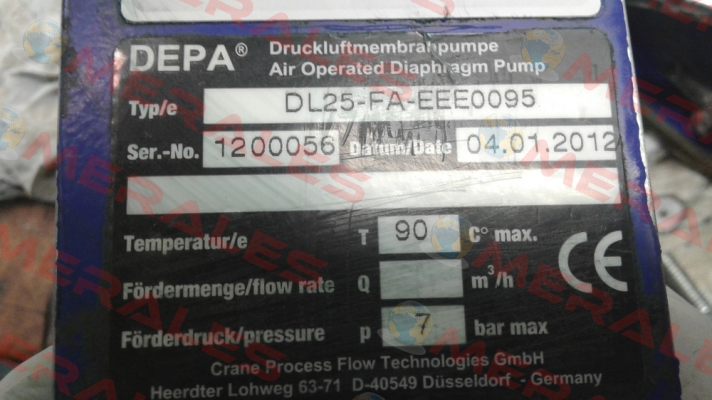 DEPA® Druckluftmembranpumpe
Air Operated Diaphragm Pump
Typ/e DL25-FA-EEE0095
Ser.-No. 1200056 Datum/Date 04.01.2012
Temperatur/e T 90 C° max.
Fördermenge/flow rate Q m³/h
Förderdruck/pressure p 7 bar max
CE
Crane Process Flow Technologies GmbH
Heerdter Lohweg 63-71 D-40549 Düsseldorf - Germany
MERALES